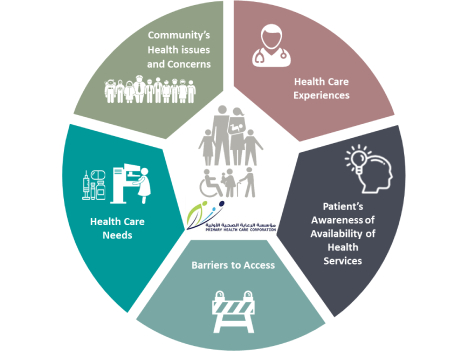 Community's
Health issues
and Concerns
Health Care
Experiences
Patient's
Awareness of
Availability of
Health
Services
Barriers to Access
Health Care
Needs
مؤسسة الرعاية الصحية الأولية
PRIMARY HEALTH CARE CORPORATION